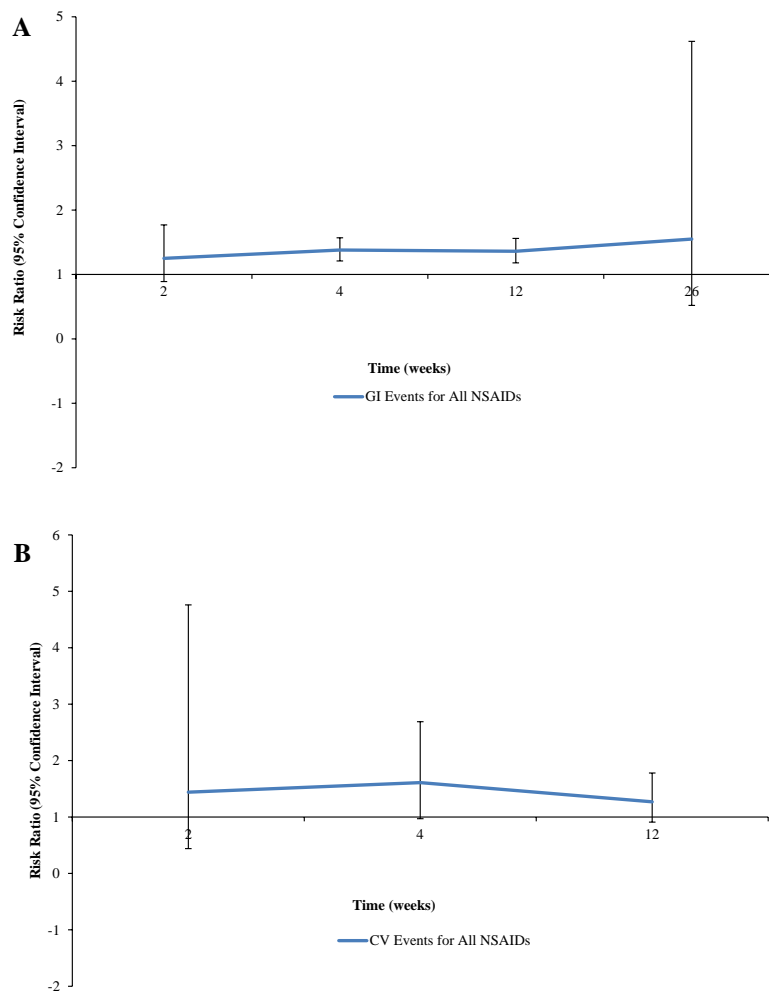 A
5
4
3
2
1
0
-1
-2
Risk Ratio (95% Confidence Interval)
2 4 12 26
Time (weeks)
GI Events for All NSAIDs
B
6
5
4
3
2
1
0
-1
-2
Risk Ratio (95% Confidence Interval)
2 4 12
Time (weeks)
CV Events for All NSAIDs